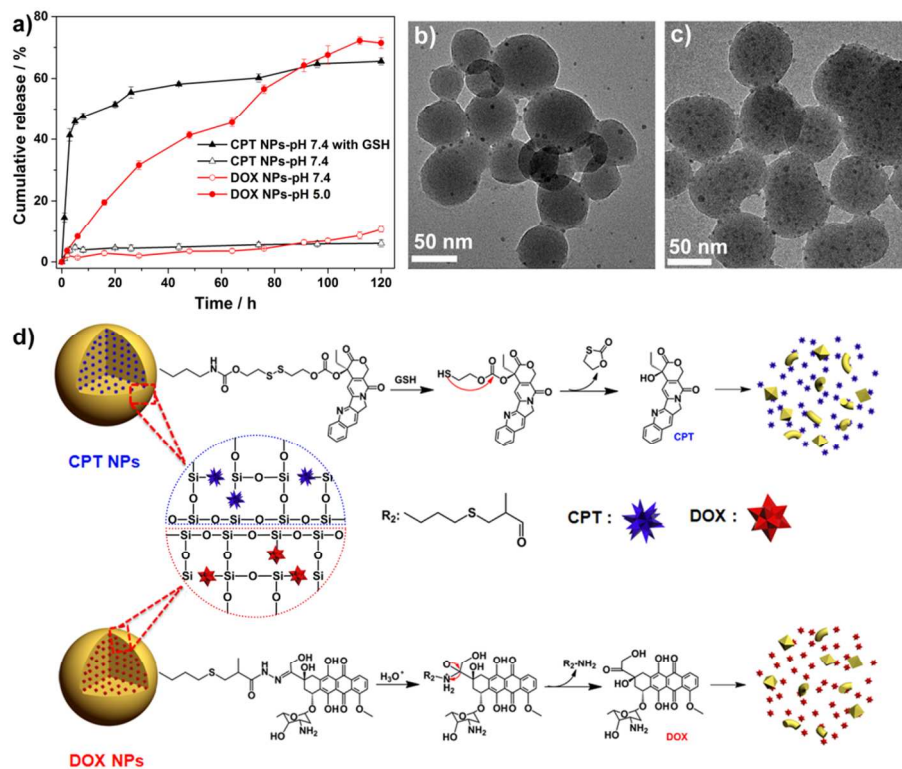 a)
Cumulative release / %
80
60
40
20
0
CPT NPs-pH 7.4 with GSH
CPT NPs-pH 7.4
DOX NPs-pH 7.4
DOX NPs-pH 5.0
0 20 40 60 80 100 120
Time / h
b)
50 nm
c)
50 nm
d)
CPT NPs
GSH
CPT
R2:
CPT :
DOX :
DOX NPs
H3O+
R2-NH2
DOX